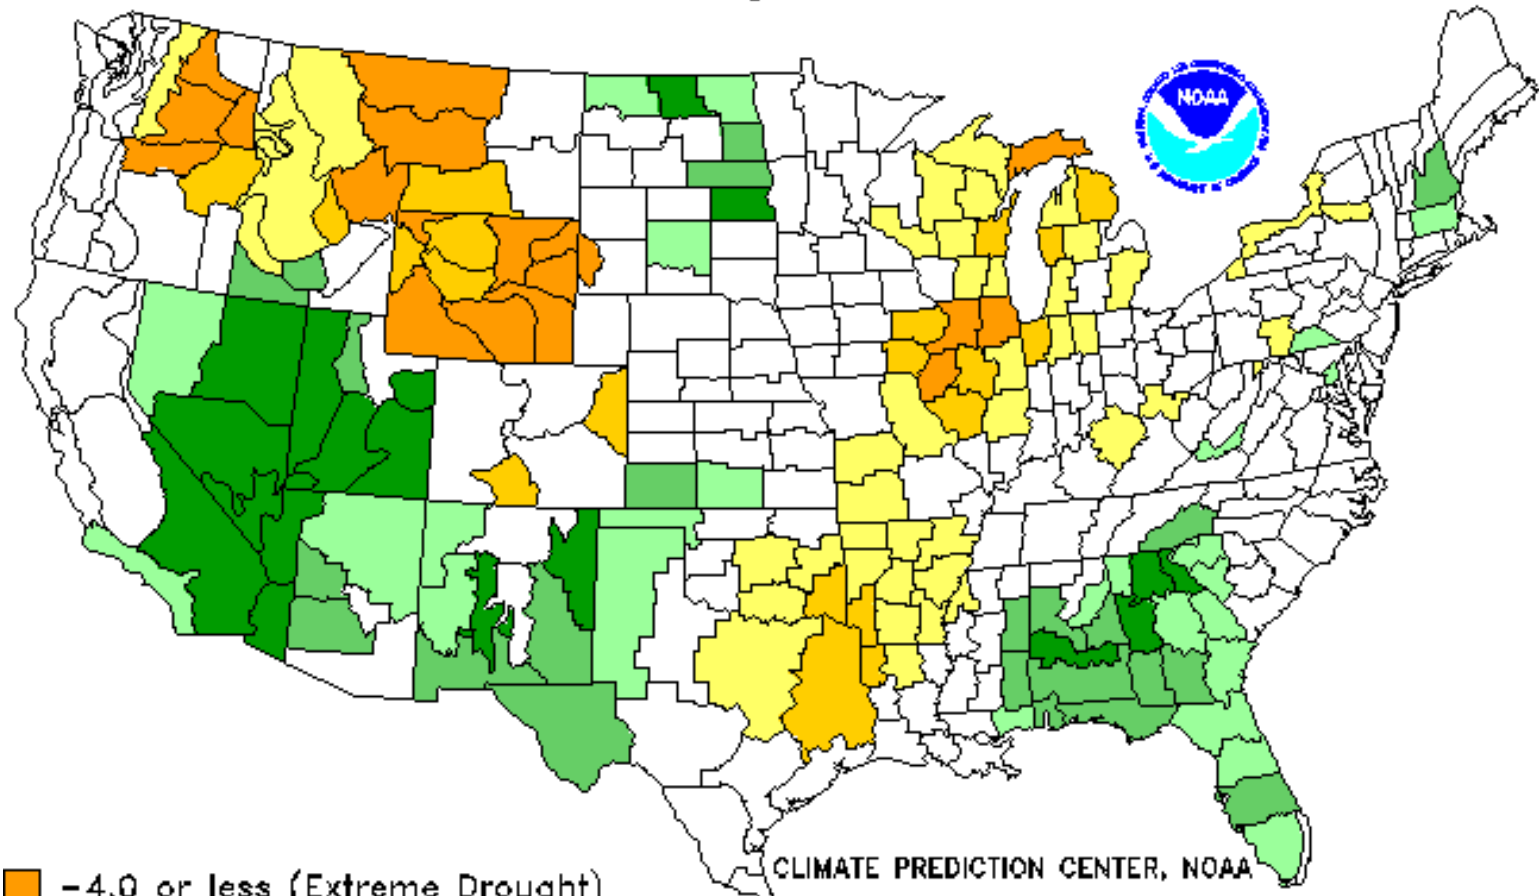 NOAA
CLIMATE PREDICTION CENTER, NOAA
-4.0 or less (Extreme Drought)